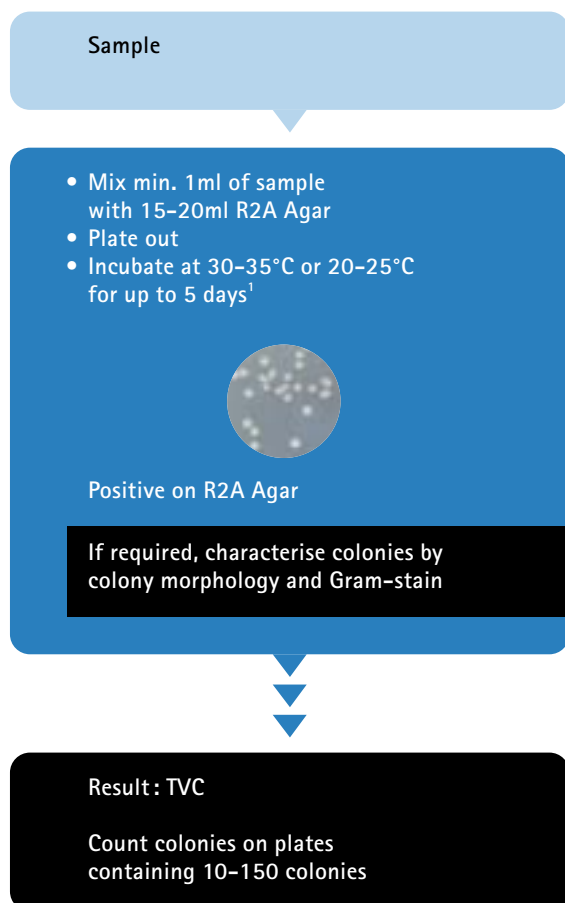 Sample
• Mix min. 1ml of sample
with 15-20ml R2A Agar
• Plate out
• Incubate at 30-35°C or 20-25°C
for up to 5 days¹
Positive on R2A Agar
If required, characterise colonies by
colony morphology and Gram-stain
Result : TVC
Count colonies on plates
containing 10-150 colonies